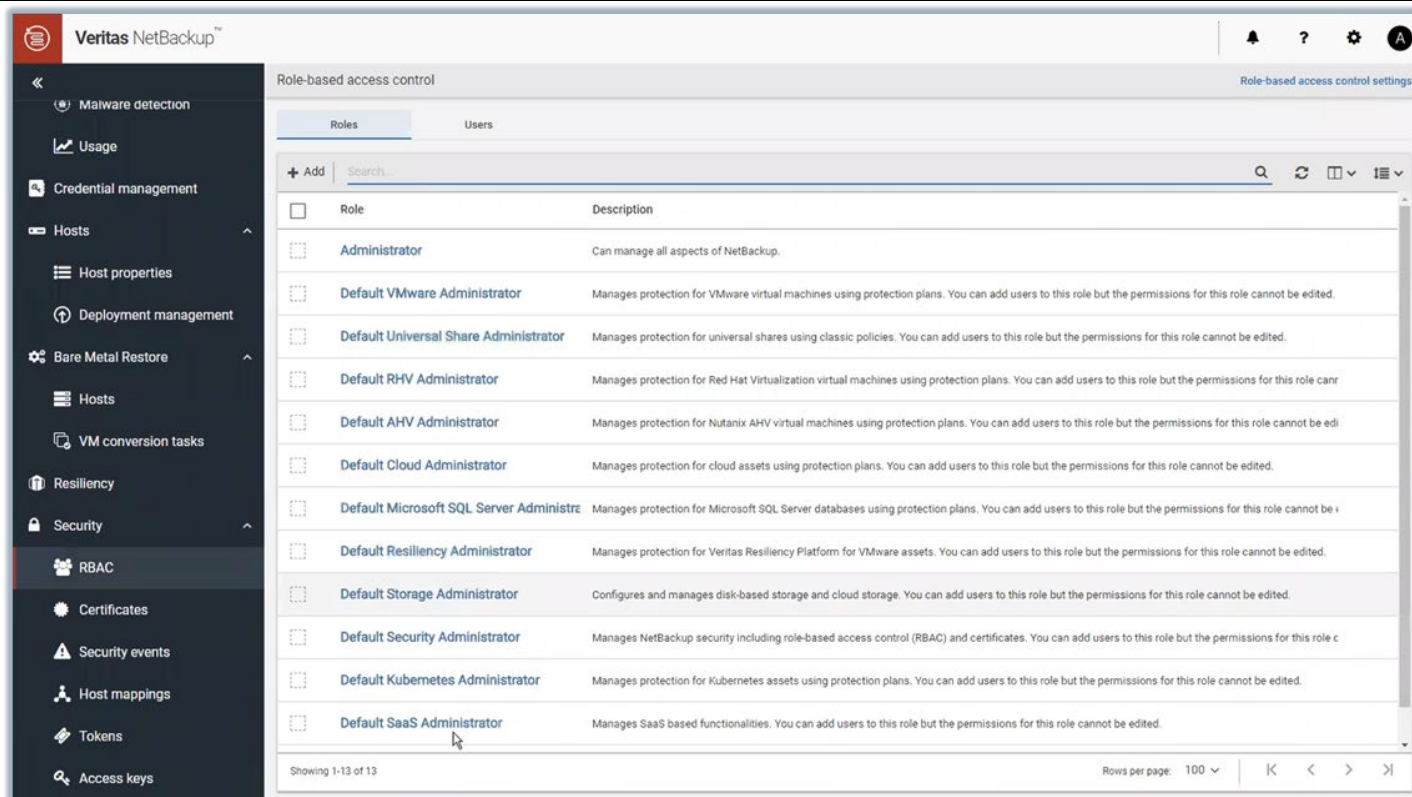 Veritas NetBackup™
? A
Role-based access control
Role-based access control settings
Malware detection
Usage
Credential management
Hosts
Host properties
Deployment management
Bare Metal Restore
Hosts
VM conversion tasks
Resiliency
Security
RBAC
Certificates
Security events
Host mappings
Tokens
Access keys
Roles Users
+ Add Search...
Role Description
Administrator Can manage all aspects of NetBackup.
Default VMware Administrator Manages protection for VMware virtual machines using protection plans. You can add users to this role but the permissions for this role cannot be edited.
Default Universal Share Administrator Manages protection for universal shares using classic policies. You can add users to this role but the permissions for this role cannot be edited.
Default RHV Administrator Manages protection for Red Hat Virtualization virtual machines using protection plans. You can add users to this role but the permissions for this role canr
Default AHV Administrator Manages protection for Nutanix AHV virtual machines using protection plans. You can add users to this role but the permissions for this role cannot be edi
Default Cloud Administrator Manages protection for cloud assets using protection plans. You can add users to this role but the permissions for this role cannot be edited.
Default Microsoft SQL Server Administra Manages protection for Microsoft SQL Server databases using protection plans. You can add users to this role but the permissions for this role cannot be
Default Resiliency Administrator Manages protection for Veritas Resiliency Platform for VMware assets. You can add users to this role but the permissions for this role cannot be edited.
Default Storage Administrator Configures and manages disk-based storage and cloud storage. You can add users to this role but the permissions for this role cannot be edited.
Default Security Administrator Manages NetBackup security including role-based access control (RBAC) and certificates. You can add users to this role but the permissions for this role c
Default Kubernetes Administrator Manages protection for Kubernetes assets using protection plans. You can add users to this role but the permissions for this role cannot be edited.
Default SaaS Administrator Manages SaaS based functionalities. You can add users to this role but the permissions for this role cannot be edited.
Showing 1-13 of 13 Rows per page: 100